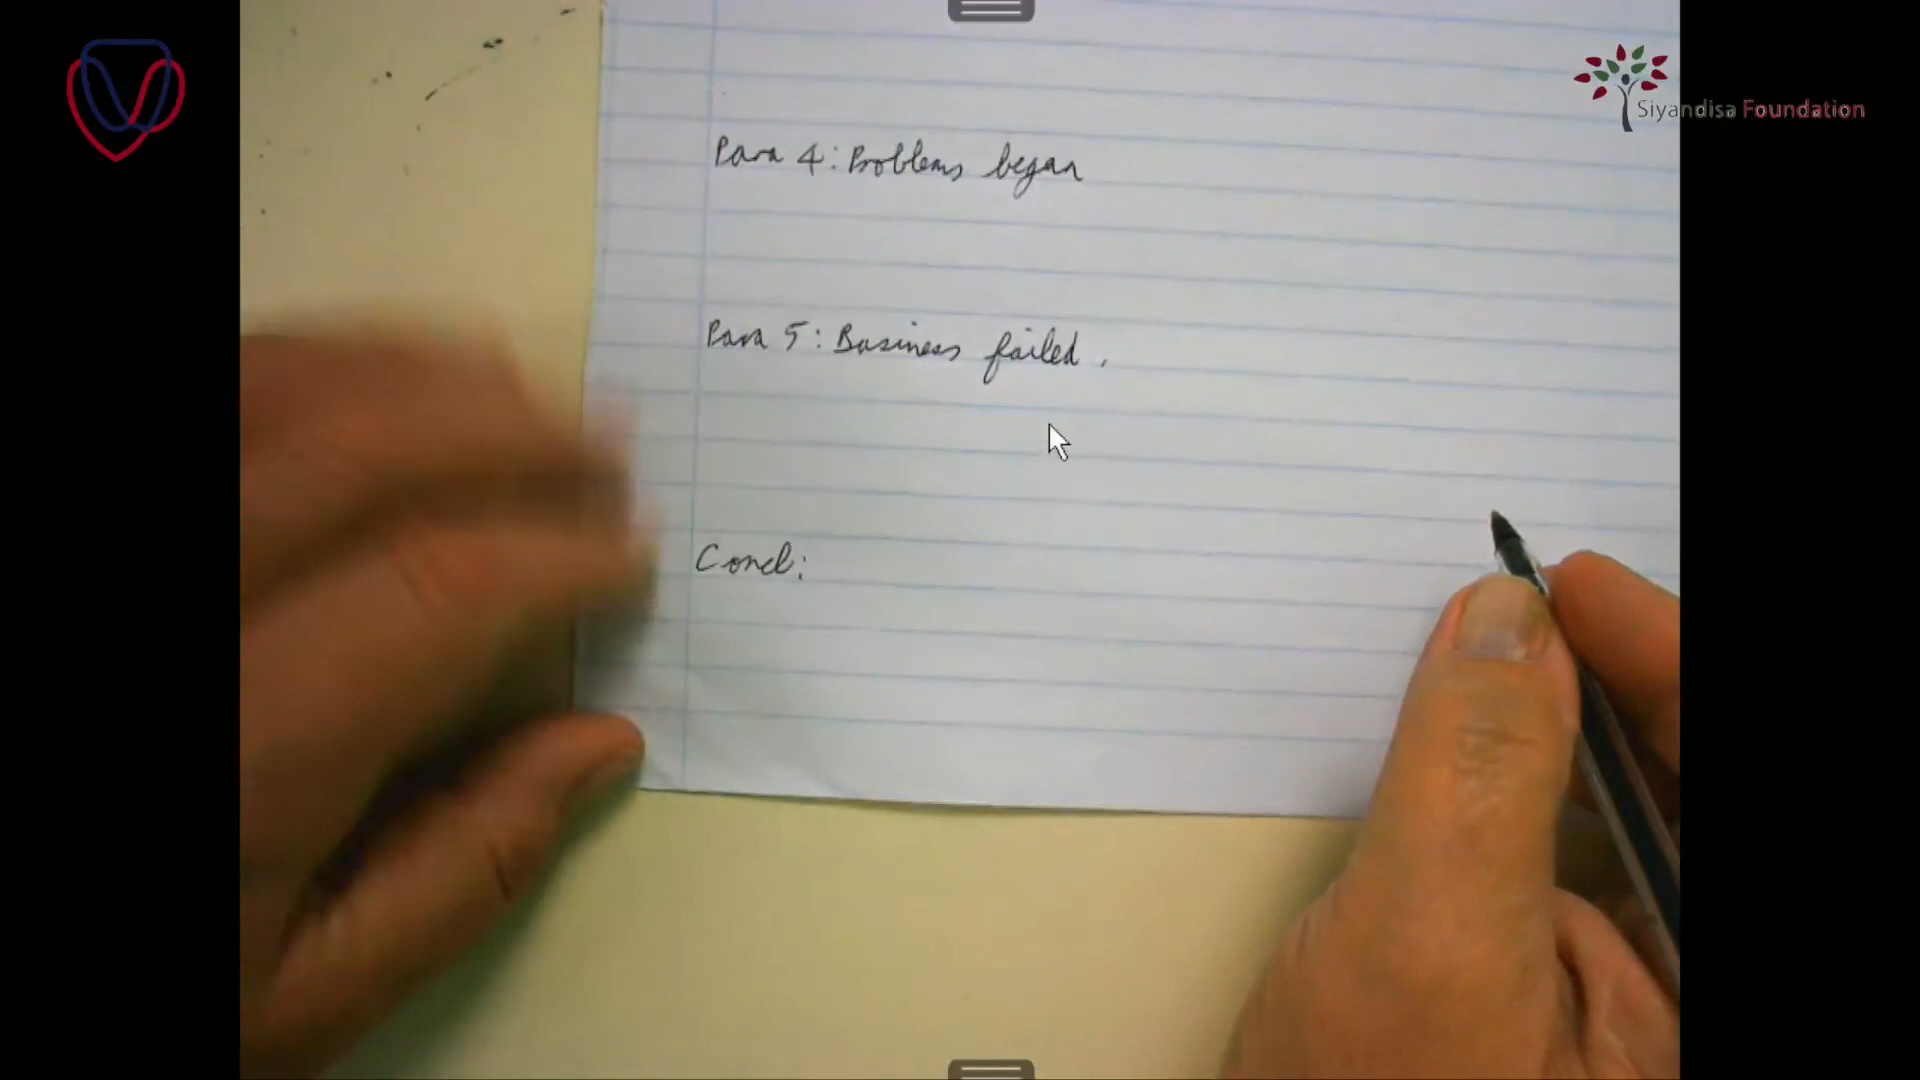 Siyandisa Foundation
Para 4: Problems began
Para 5: Business failed.
Concl: